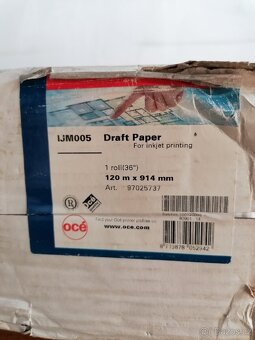 IJM005 Draft Paper
For inkjet printing
1 roll(36")
120 m x 914 mm
Art. 97025737
océ
www.oce.com